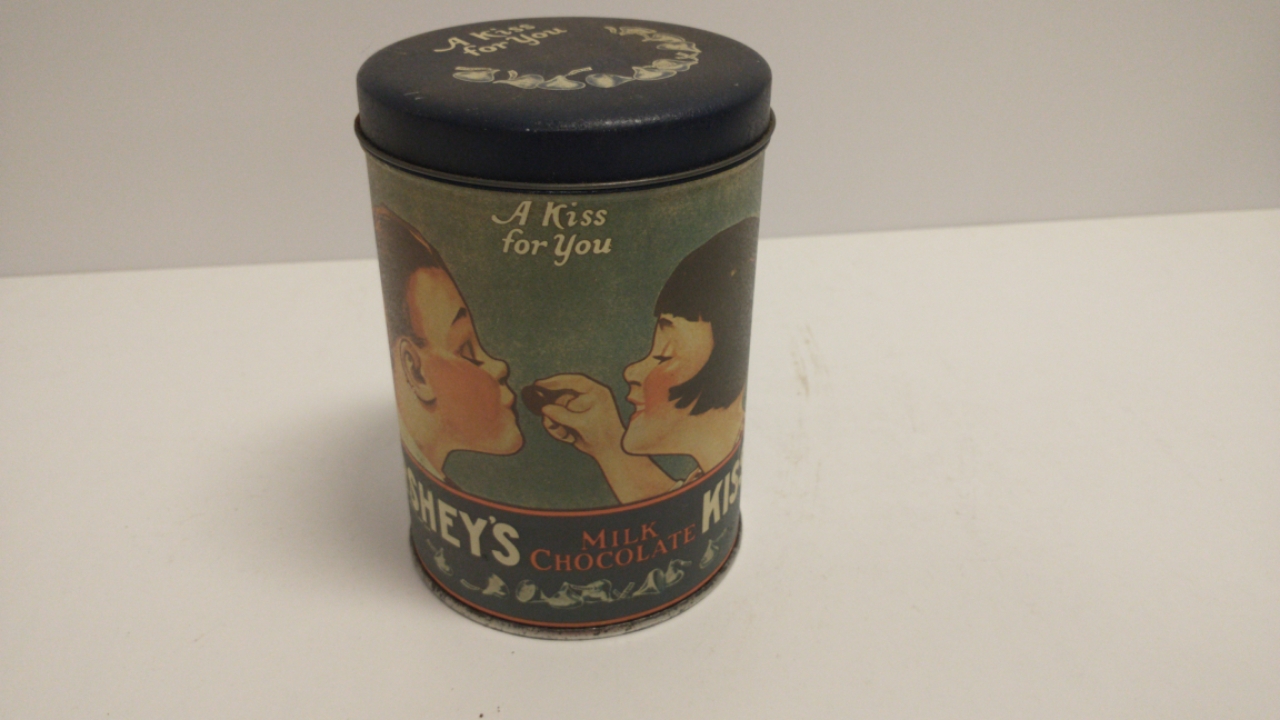 A Kiss
for You
A Kiss
for You
SHEY'S
MILK
CHOCOLATE
KIS